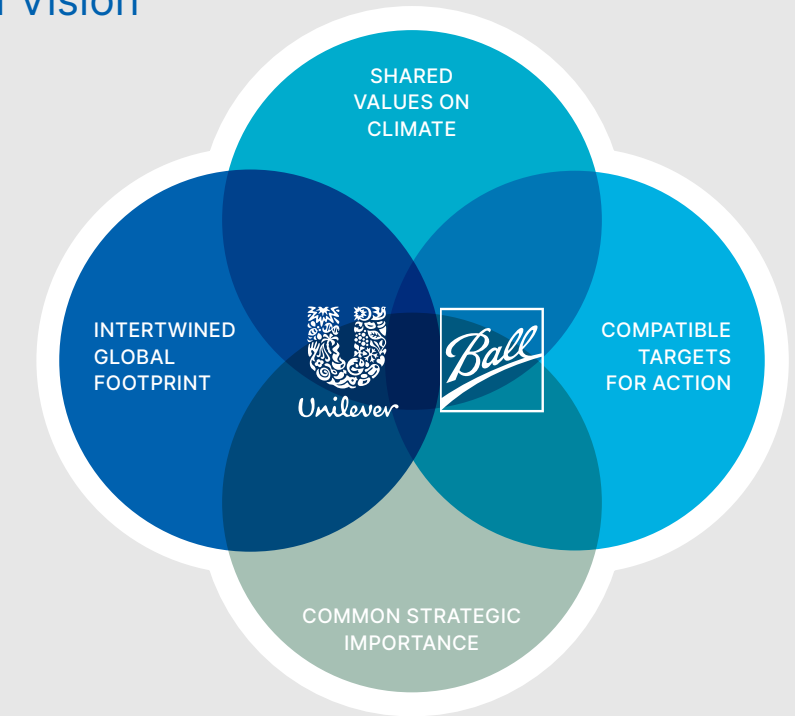 Vision
SHARED
VALUES ON
CLIMATE
INTERTWINED
GLOBAL
FOOTPRINT
Unilever
Ball
COMPATIBLE
TARGETS
FOR ACTION
COMMON STRATEGIC
IMPORTANCE